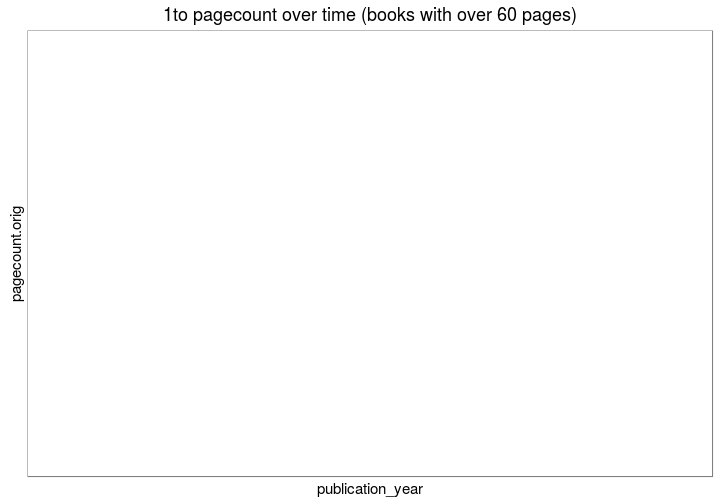 1to pagecount over time (books with over 60 pages)
pagecount.orig
publication_year